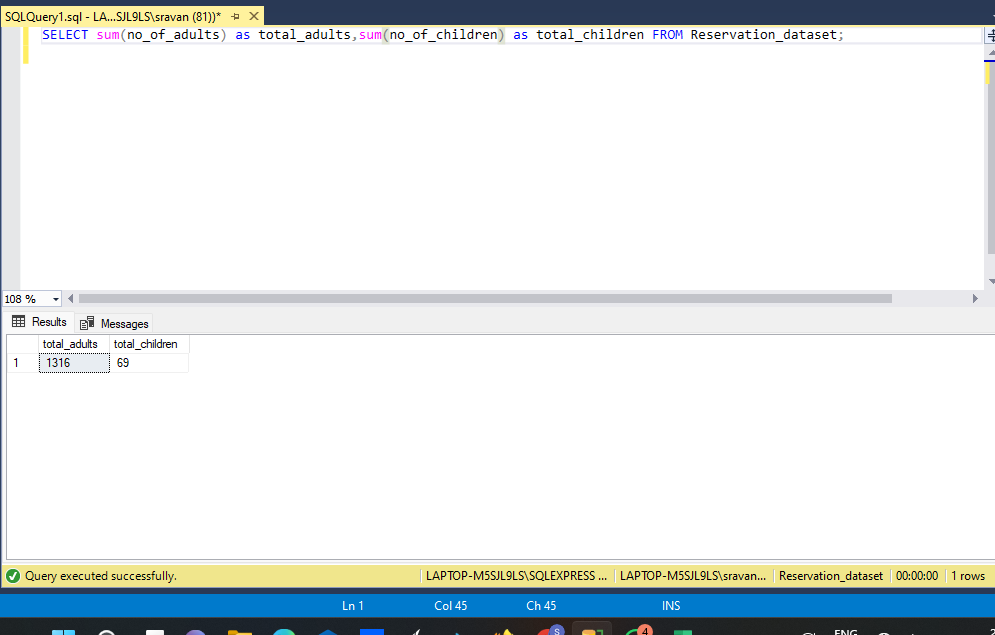 SQLQuery1.sql - LA...SJL9LS\sravan (81))*
SELECT sum(no_of_adults) as total_adults,sum(no_of_children) as total_children FROM Reservation_dataset;
108 %
Results Messages
total_adults total_children
1 1316 69
Query executed successfully. LAPTOP-M5SJL9LS\SQLEXPRESS ... LAPTOP-M5SJL9LS\sravan... Reservation_dataset 00:00:00 1 rows
Ln 1 Col 45 Ch 45 INS
S 4 ENG